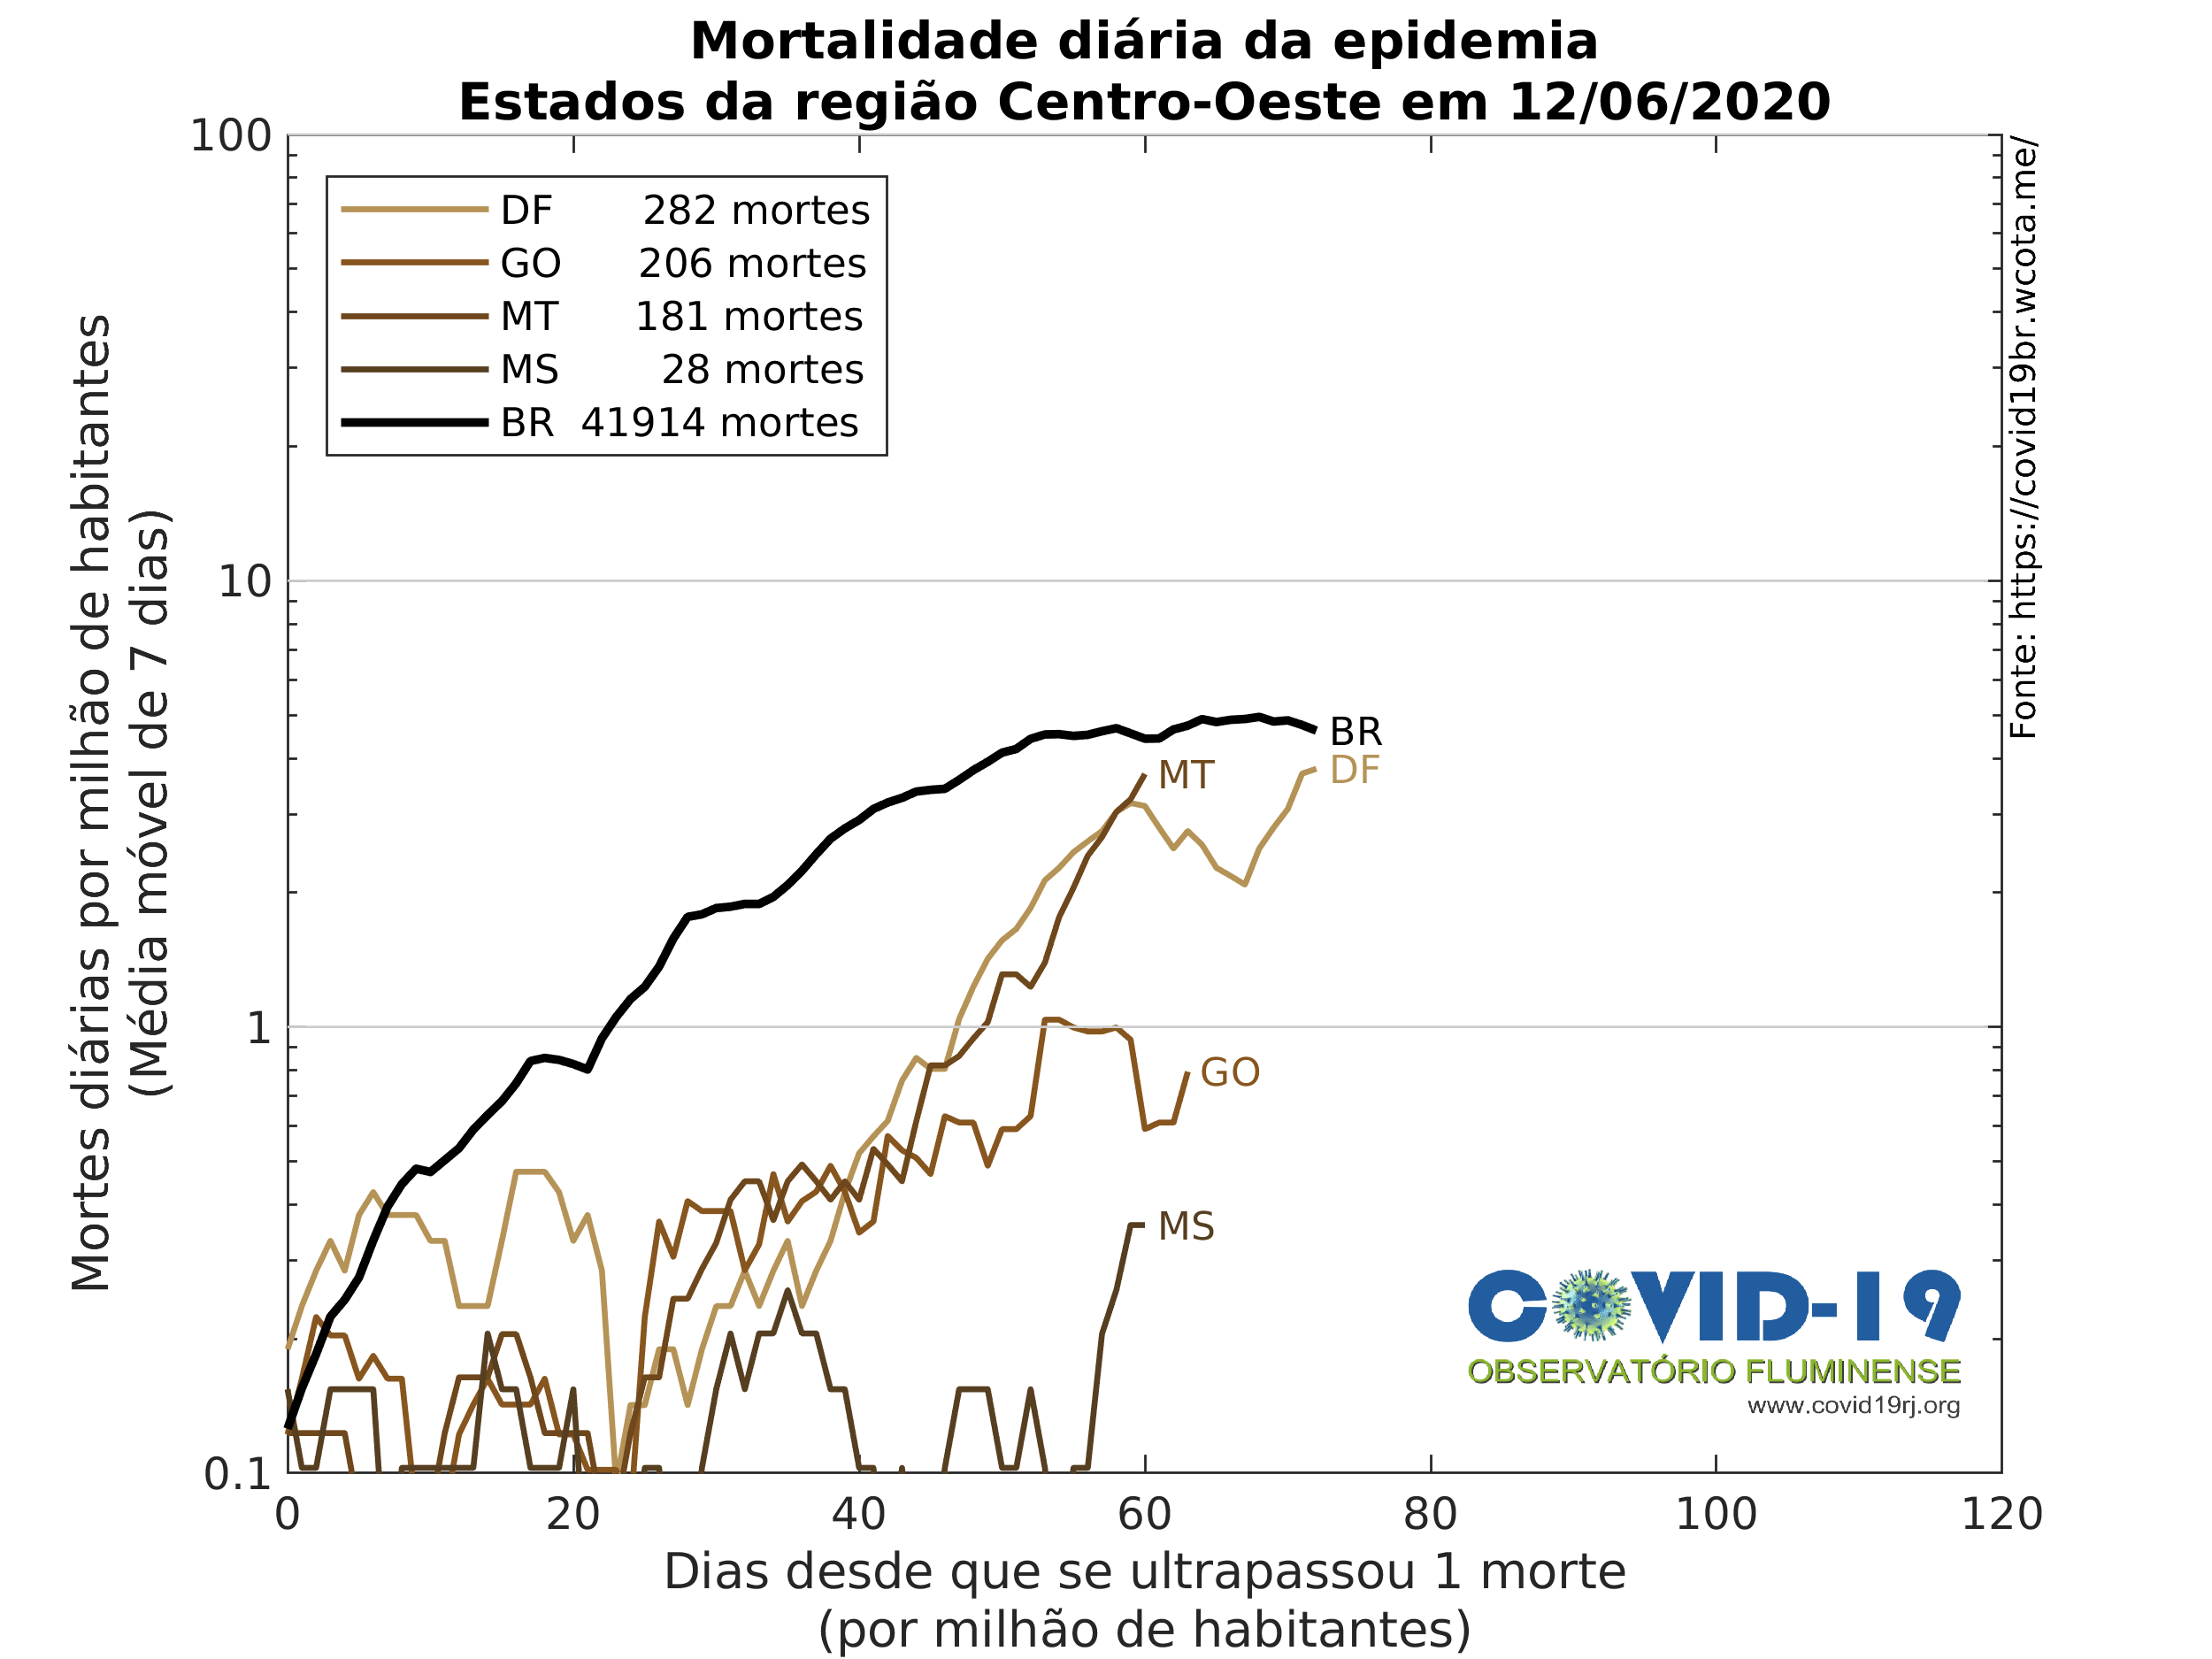 Mortalidade diária da epidemia
Estados da região Centro-Oeste em 12/06/2020
Mortes diárias por milhão de habitantes
(Média móvel de 7 dias)
100
10
1
0.1
DF 282 mortes
GO 206 mortes
MT 181 mortes
MS 28 mortes
BR 41914 mortes
BR
DF
MT
GO
MS
Fonte: https://covid19br.wcota.me/
COVID-19
OBSERVATÓRIO FLUMINENSE
www.covid19rj.org
0 20 40 60 80 100 120
Dias desde que se ultrapassou 1 morte
(por milhão de habitantes)